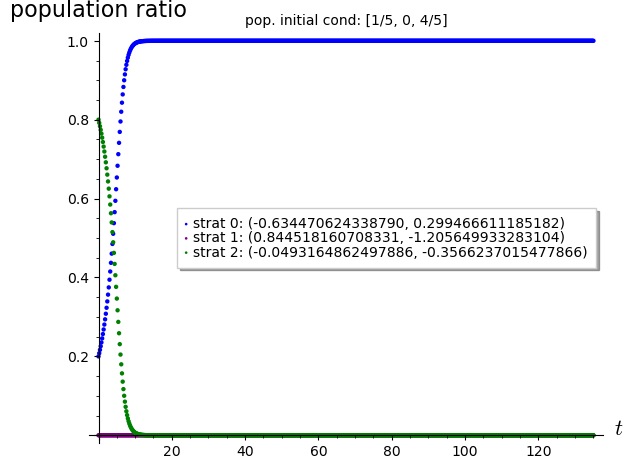 population ratio
pop. initial cond: [1/5, 0, 4/5]
1.0
0.8
0.6
strat 0: (-0.634470624338790, 0.299466611185182)
strat 1: (0.844518160708331, -1.205649933283104)
strat 2: (-0.0493164862497886, -0.3566237015477866)
0.4
0.2
t
20
40
60
80
100
120